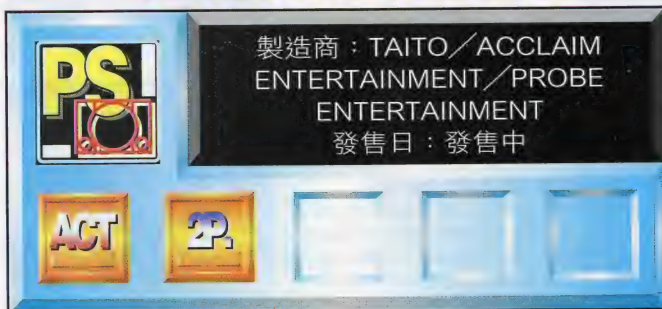 PS
製造商：TAITO／ACCLAIM
ENTERTAINMENT／PROBE
ENTERTAINMENT
發售日：發售中
ACT
2P.